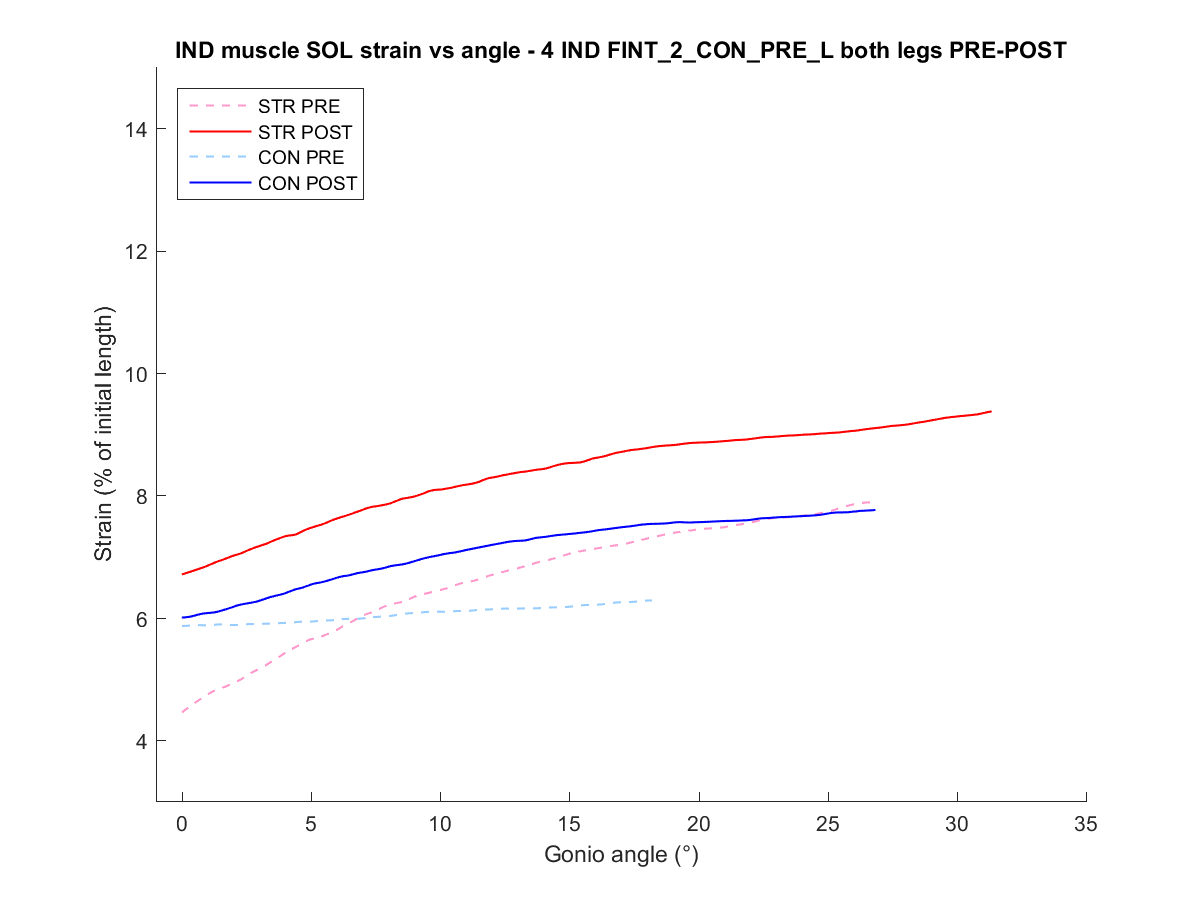 IND muscle SOL strain vs angle - 4 IND FINT_2_CON_PRE_L both legs PRE-POST
STR PRE
STR POST
CON PRE
CON POST
14
12
10
8
6
4
Strain (% of initial length)
0 5 10 15 20 25 30 35
Gonio angle (°)